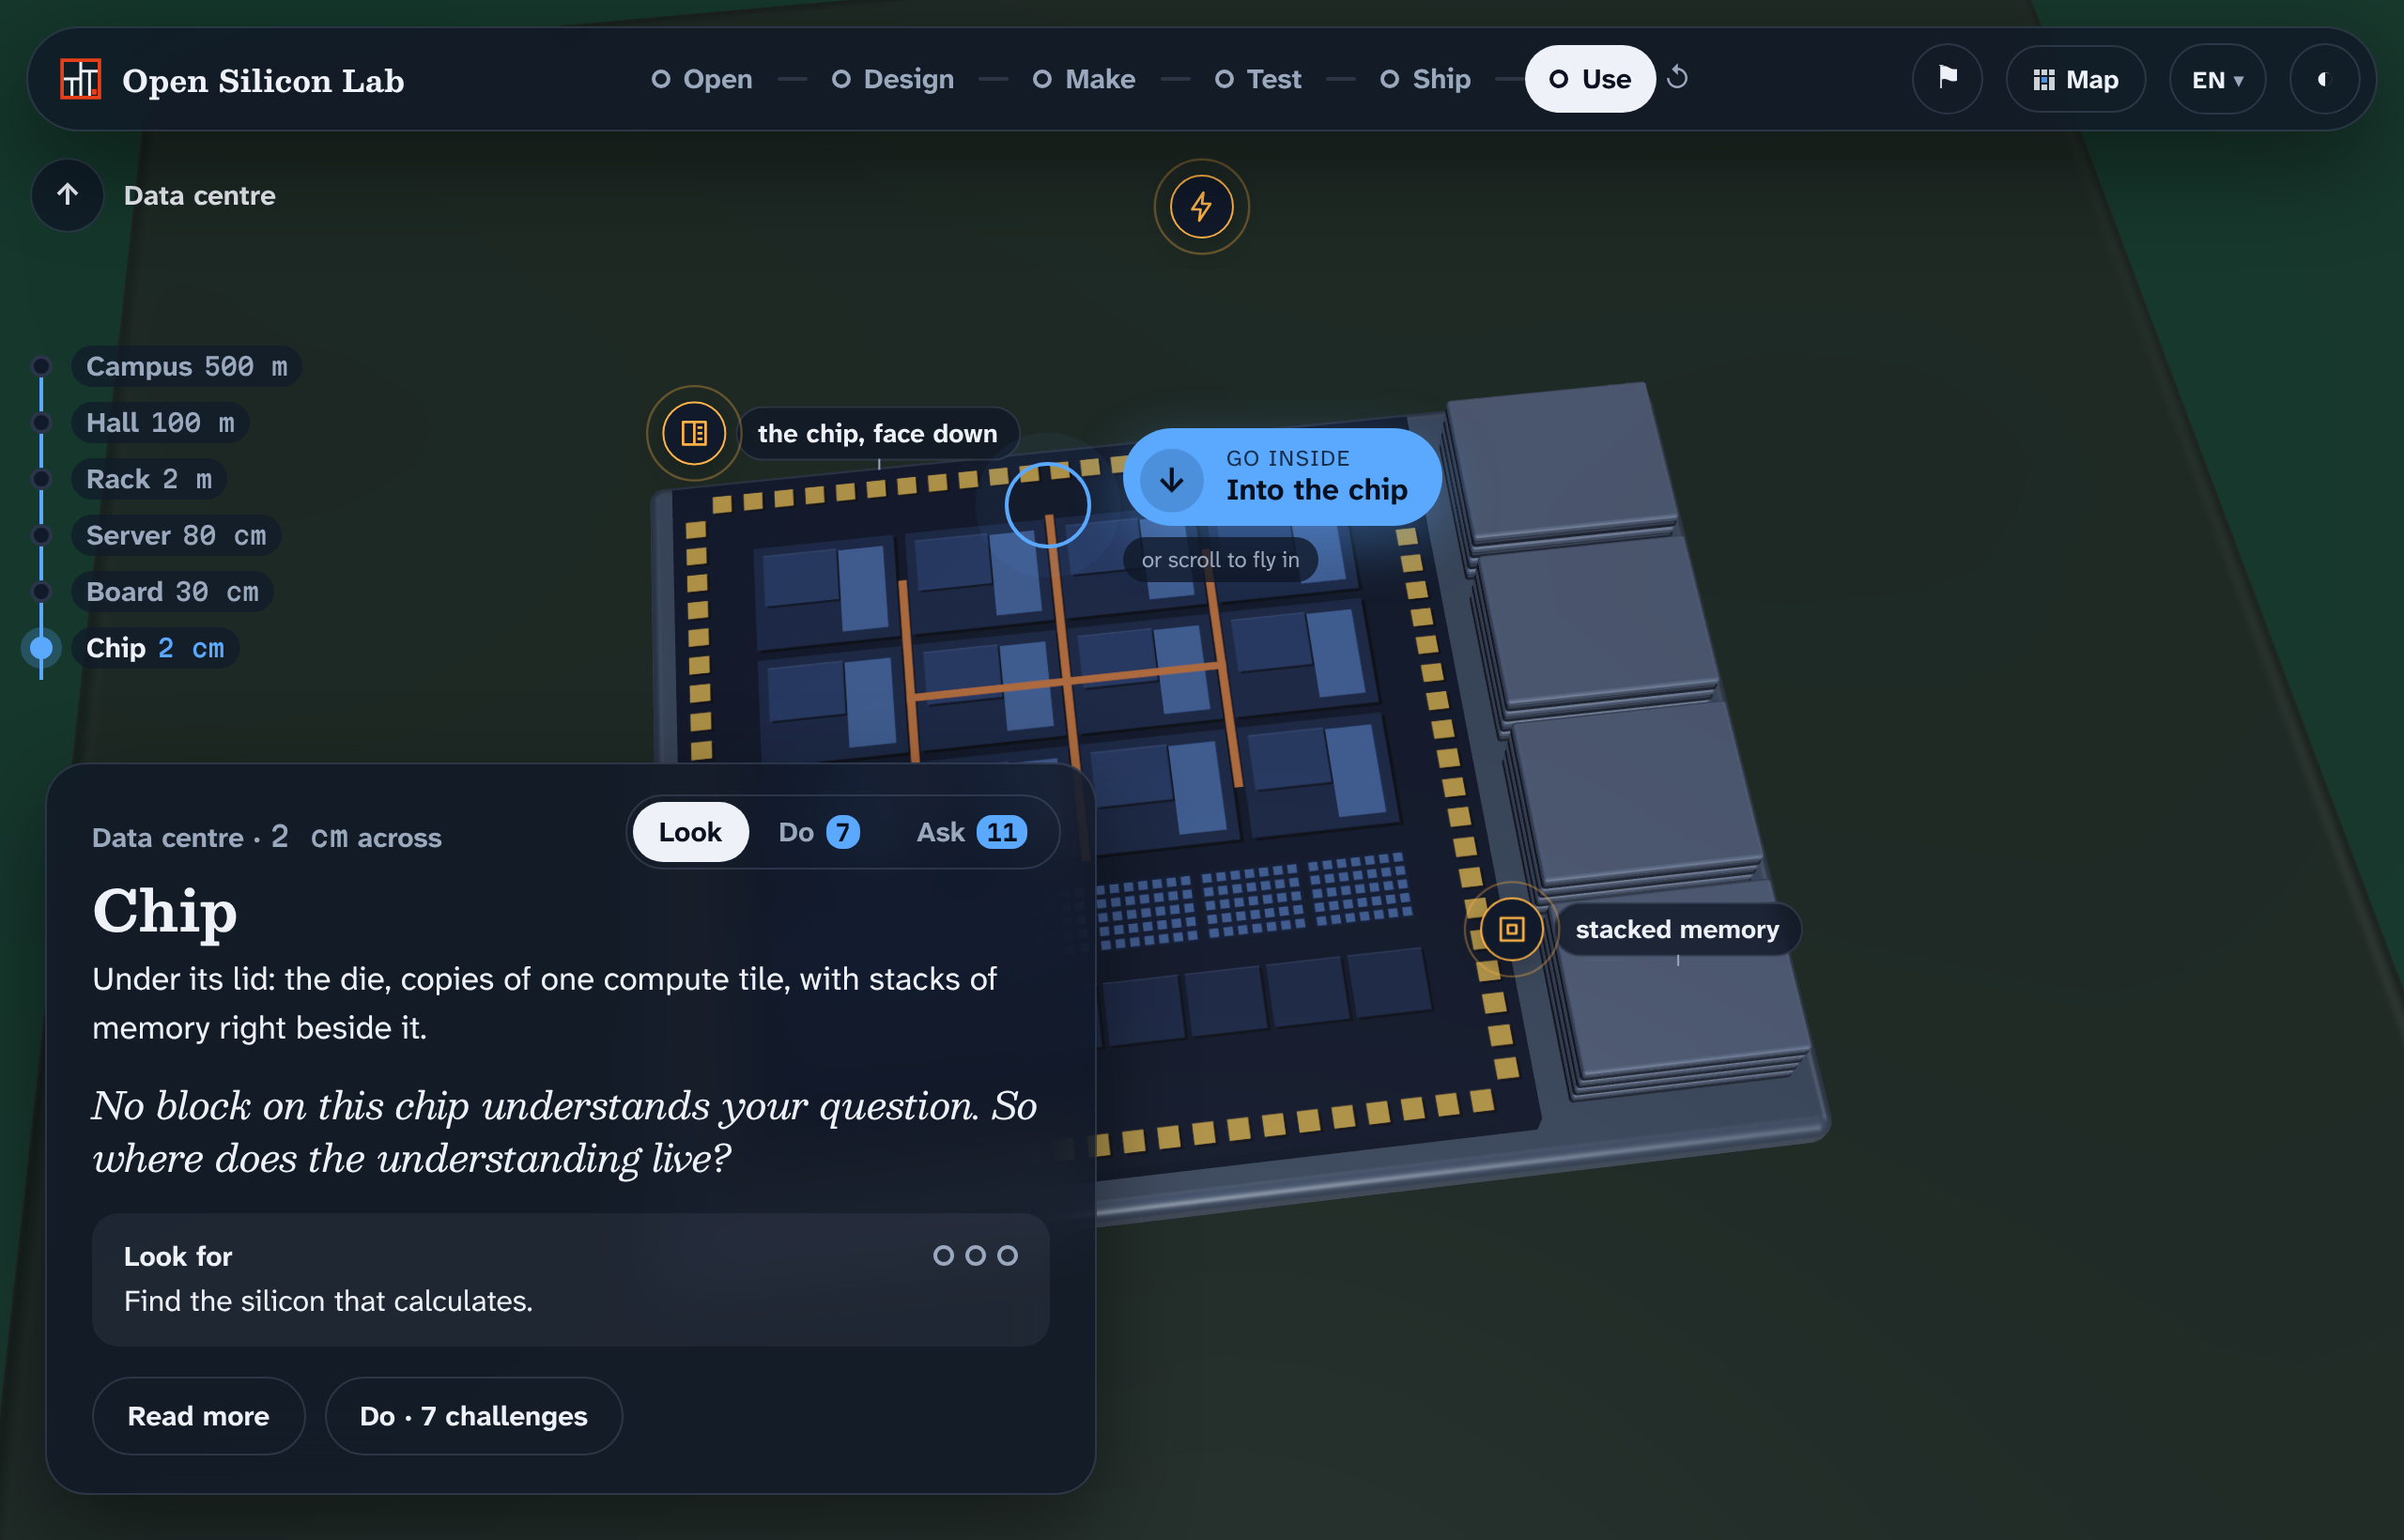 Open Silicon Lab
Open
Design
Make
Test
Ship
Use
Map
EN
Data centre
Campus 500 m
Hall 100 m
Rack 2 m
Server 80 cm
Board 30 cm
Chip 2 cm
the chip, face down
GO INSIDE
Into the chip
or scroll to fly in
stacked memory
Data centre · 2 cm across
Look
Do 7
Ask 11
Chip
Under its lid: the die, copies of one compute tile, with stacks of
memory right beside it.
No block on this chip understands your question. So
where does the understanding live?
Look for
Find the silicon that calculates.
Read more
Do · 7 challenges